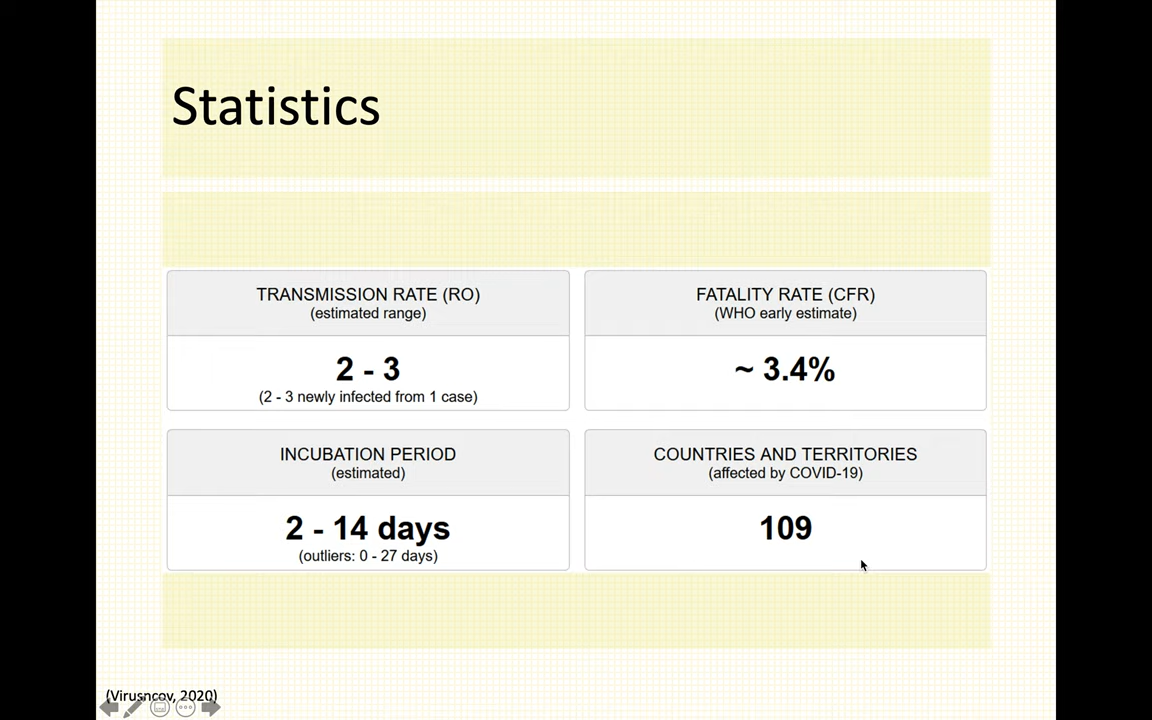 Statistics
TRANSMISSION RATE (RO)
(estimated range)
2 - 3
(2 - 3 newly infected from 1 case)
FATALITY RATE (CFR)
(WHO early estimate)
~ 3.4%
INCUBATION PERIOD
(estimated)
2 - 14 days
(outliers: 0 - 27 days)
COUNTRIES AND TERRITORIES
(affected by COVID-19)
109
(Virusncov, 2020)